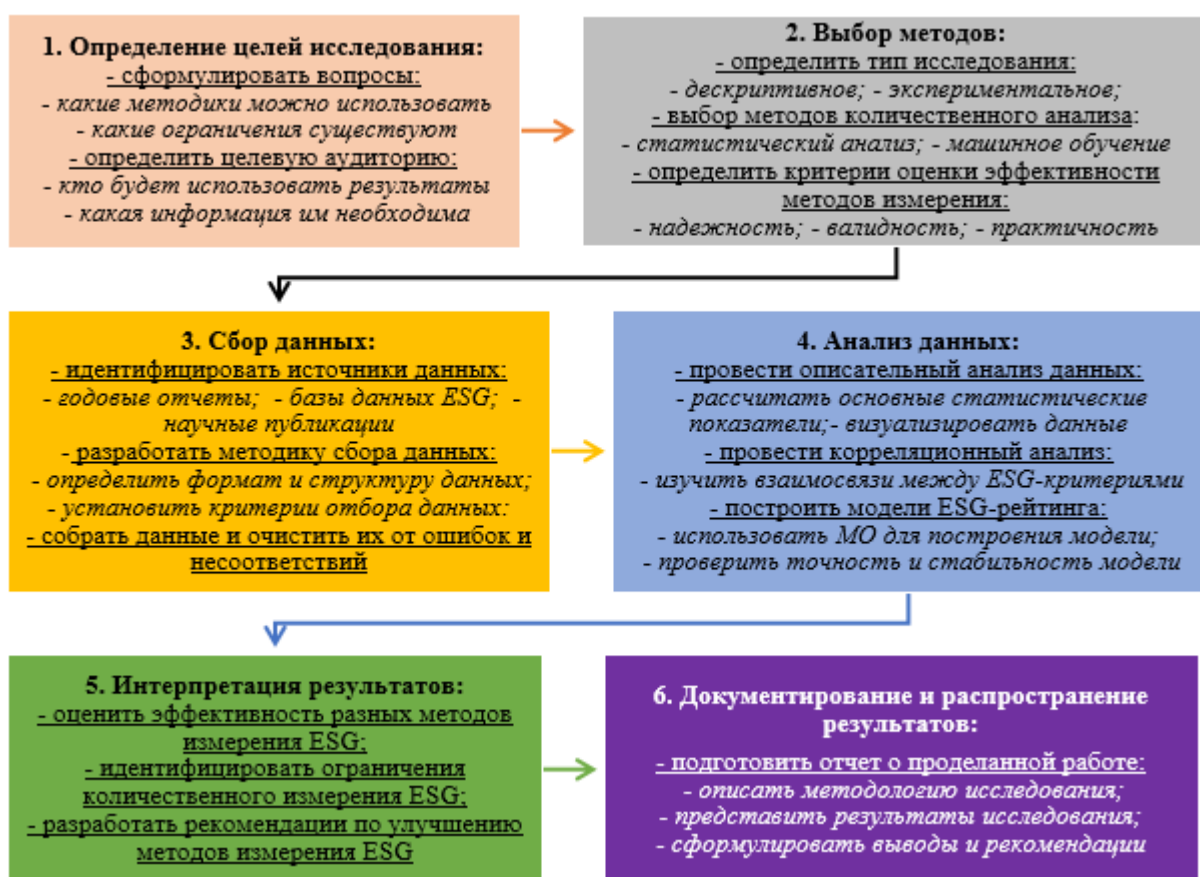 1. Определение целей исследования:
- сформулировать вопросы:
- какие методики можно использовать
- какие ограничения существуют
- определить целевую аудиторию:
- кто будет использовать результаты
- какая информация им необходима
2. Выбор методов:
- определить тип исследования:
- дескриптивное; - экспериментальное;
- выбор методов количественного анализа:
- статистический анализ; - машинное обучение
- определить критерии оценки эффективности
методов измерения:
- надежность; - валидность; - практичность
3. Сбор данных:
- идентифицировать источники данных:
- годовые отчеты; - базы данных ESG; -
научные публикации
- разработать методику сбора данных:
- определить формат и структуру данных;
- установить критерии отбора данных:
- собрать данные и очистить их от ошибок и
несоответствий
4. Анализ данных:
- провести описательный анализ данных:
- рассчитать основные статистические
показатели;- визуализировать данные
- провести корреляционный анализ:
- изучить взаимосвязи между ESG-критериями
- построить модели ESG-рейтинга:
- использовать МО для построения модели;
- проверить точность и стабильность модели
5. Интерпретация результатов:
- оценить эффективность разных методов
измерения ESG;
- идентифицировать ограничения
количественного измерения ESG;
- разработать рекомендации по улучшению
методов измерения ESG
6. Документирование и распространение
результатов:
- подготовить отчет о проделанной работе:
- описать методологию исследования;
- представить результаты исследования;
- сформулировать выводы и рекомендации